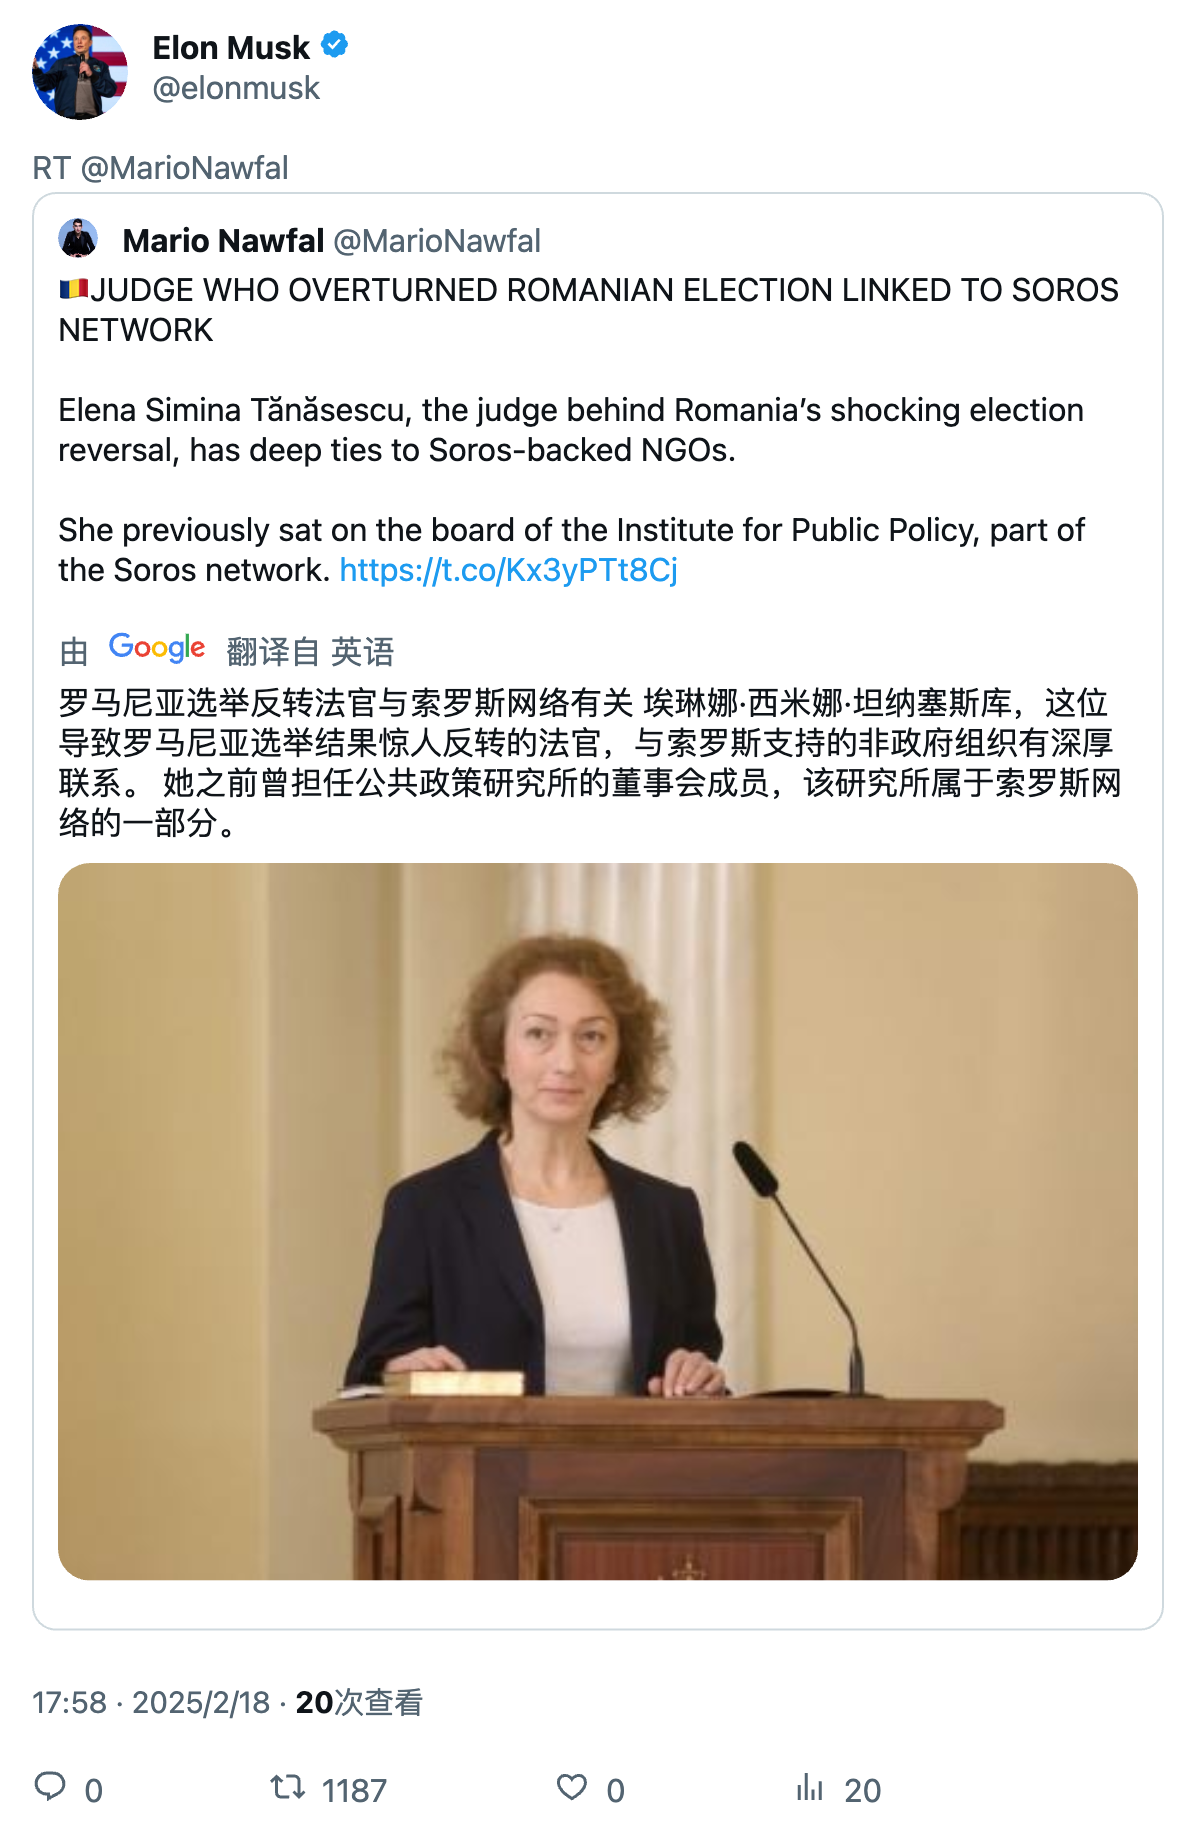 Elon Musk
@elonmusk
RT @MarioNawfal
Mario Nawfal @MarioNawfal
🇷🇴JUDGE WHO OVERTURNED ROMANIAN ELECTION LINKED TO SOROS
NETWORK
Elena Simina Tănăsescu, the judge behind Romania’s shocking election
reversal, has deep ties to Soros-backed NGOs.
She previously sat on the board of the Institute for Public Policy, part of
the Soros network. https://t.co/Kx3yPTt8Cj
由 Google 翻译自 英语
罗马尼亚选举反转法官与索罗斯网络有关 埃琳娜·西米娜·坦纳塞斯库，这位
导致罗马尼亚选举结果惊人反转的法官，与索罗斯支持的非政府组织有深厚
联系。 她之前曾担任公共政策研究所的董事会成员，该研究所属于索罗斯网
络的一部分。
17:58 · 2025/2/18 · 20次查看
0 1187 0 20